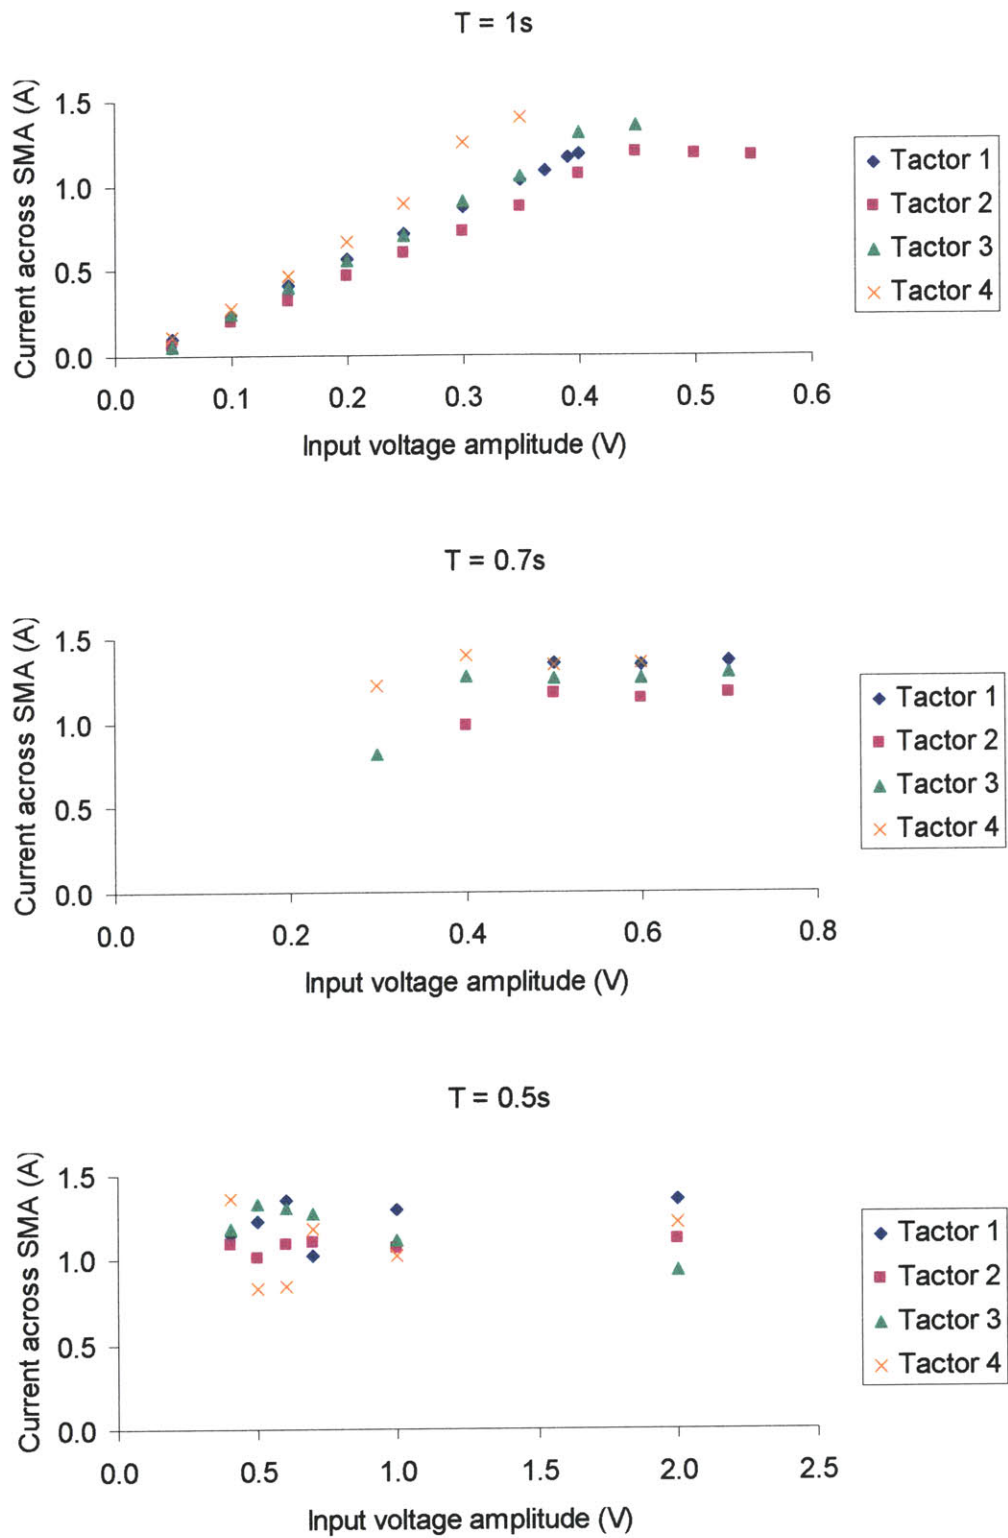 T = 1s
Current across SMA (A)
1.5
1.0
0.5
0.0
0.0 0.1 0.2 0.3 0.4 0.5 0.6
Input voltage amplitude (V)
Tactor 1
Tactor 2
Tactor 3
Tactor 4
T = 0.7s
Current across SMA (A)
1.5
1.0
0.5
0.0
0.0 0.2 0.4 0.6 0.8
Input voltage amplitude (V)
Tactor 1
Tactor 2
Tactor 3
Tactor 4
T = 0.5s
Current across SMA (A)
1.5
1.0
0.5
0.0
0.0 0.5 1.0 1.5 2.0 2.5
Input voltage amplitude (V)
Tactor 1
Tactor 2
Tactor 3
Tactor 4